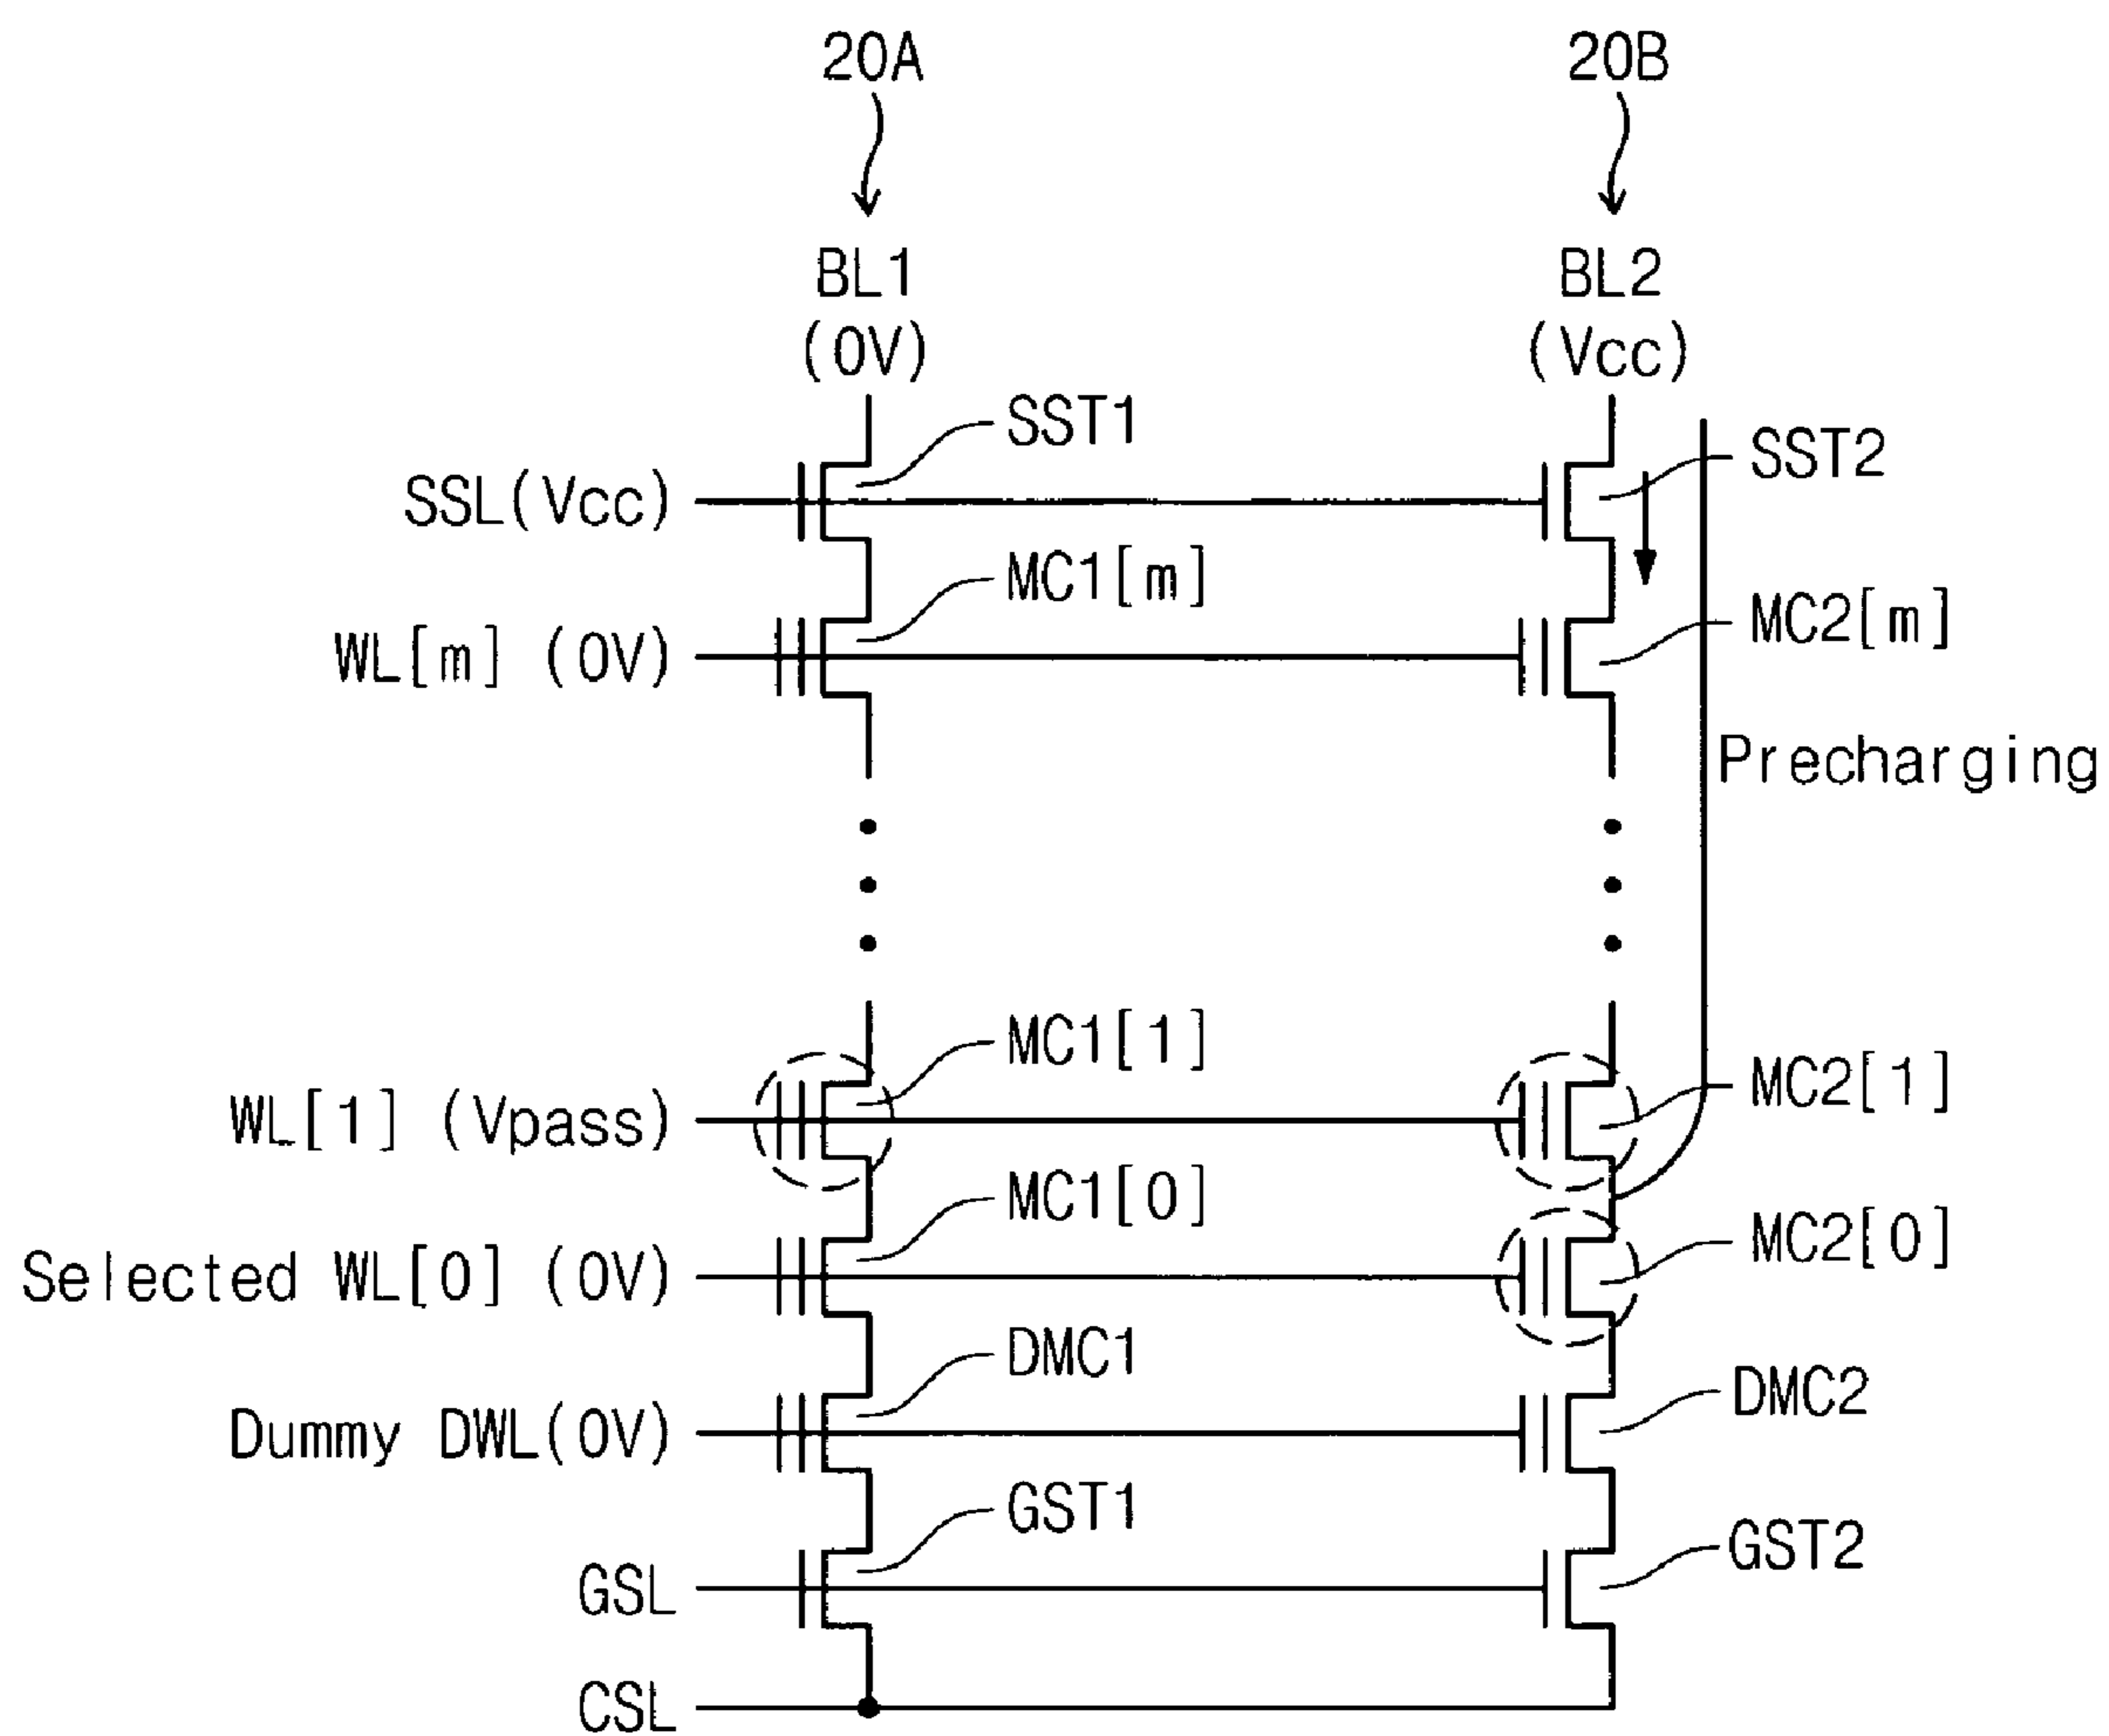 20A
20B
BL1
(0V)
BL2
(Vcc)
SST1
SST2
SSL(Vcc)
MC1[m]
MC2[m]
WL[m] (0V)
Precharging
MC1[1]
MC2[1]
WL[1] (Vpass)
MC1[0]
MC2[0]
Selected WL[0] (0V)
DMC1
DMC2
Dummy DWL(0V)
GST1
GST2
GSL
CSL